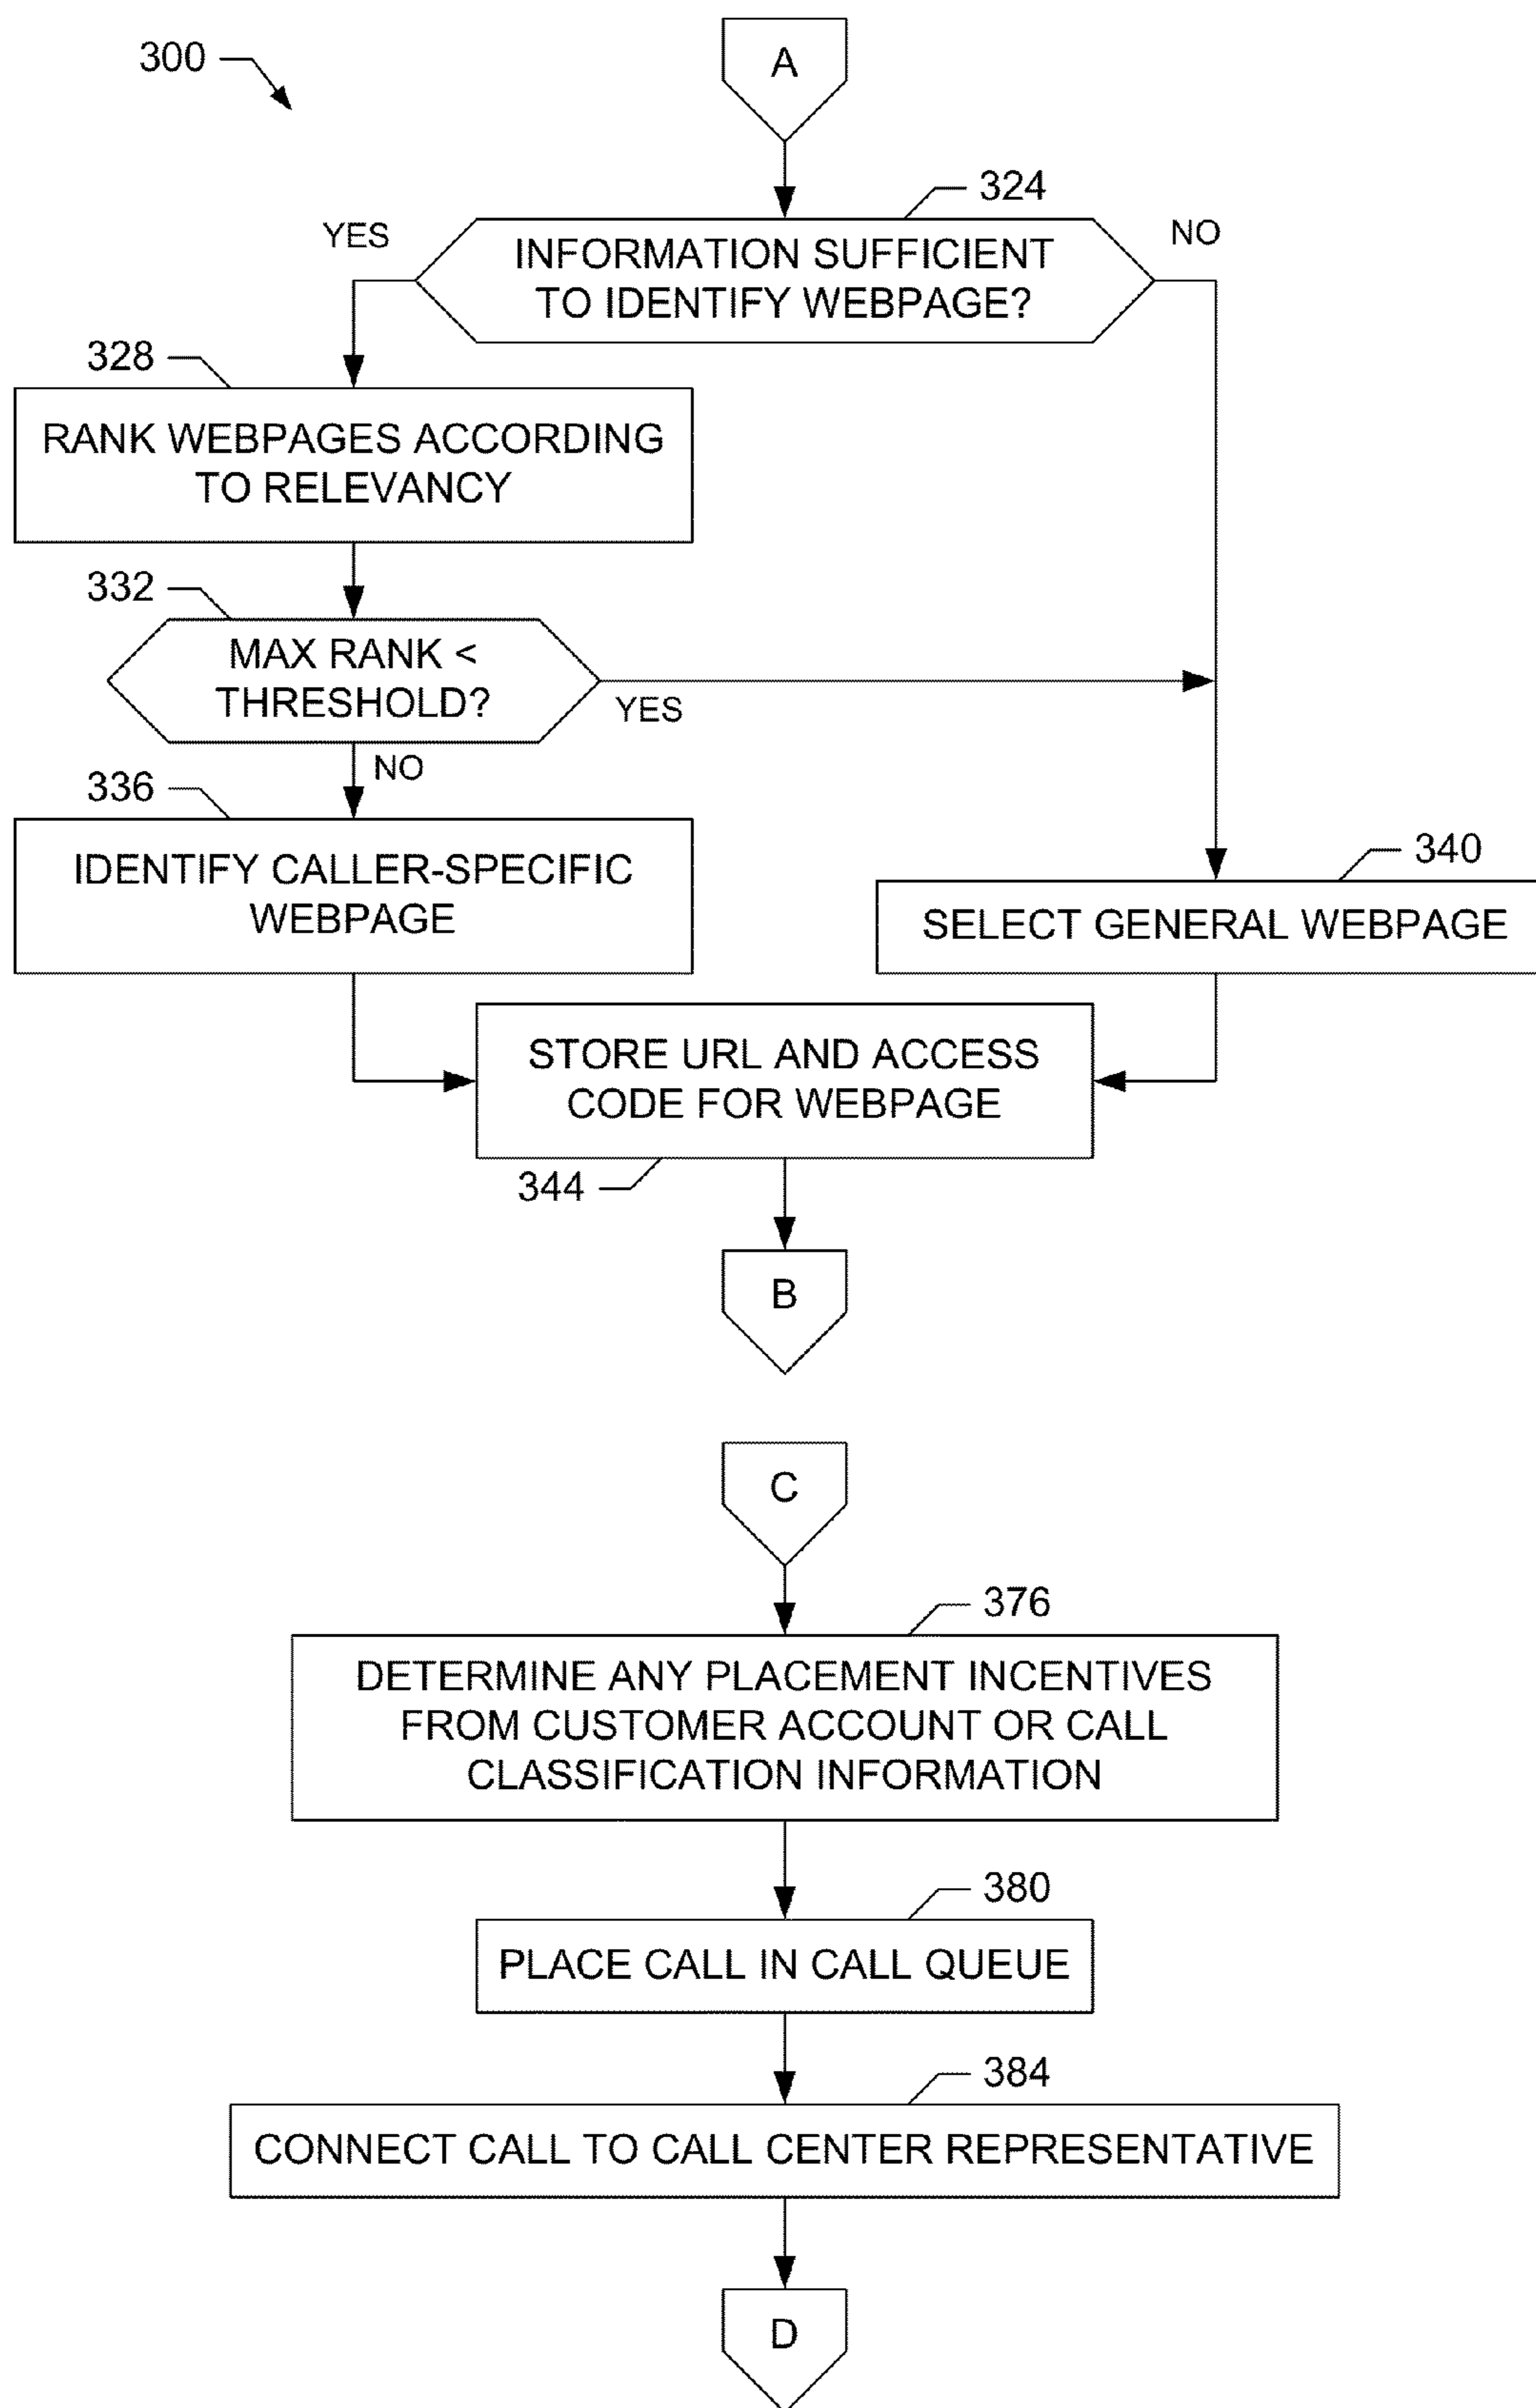 300
A
324
YES
NO
INFORMATION SUFFICIENT
TO IDENTIFY WEBPAGE?
328
RANK WEBPAGES ACCORDING
TO RELEVANCY
332
MAX RANK <
THRESHOLD?
YES
NO
336
IDENTIFY CALLER-SPECIFIC
WEBPAGE
340
SELECT GENERAL WEBPAGE
STORE URL AND ACCESS
CODE FOR WEBPAGE
344
B
C
376
DETERMINE ANY PLACEMENT INCENTIVES
FROM CUSTOMER ACCOUNT OR CALL
CLASSIFICATION INFORMATION
380
PLACE CALL IN CALL QUEUE
384
CONNECT CALL TO CALL CENTER REPRESENTATIVE
D